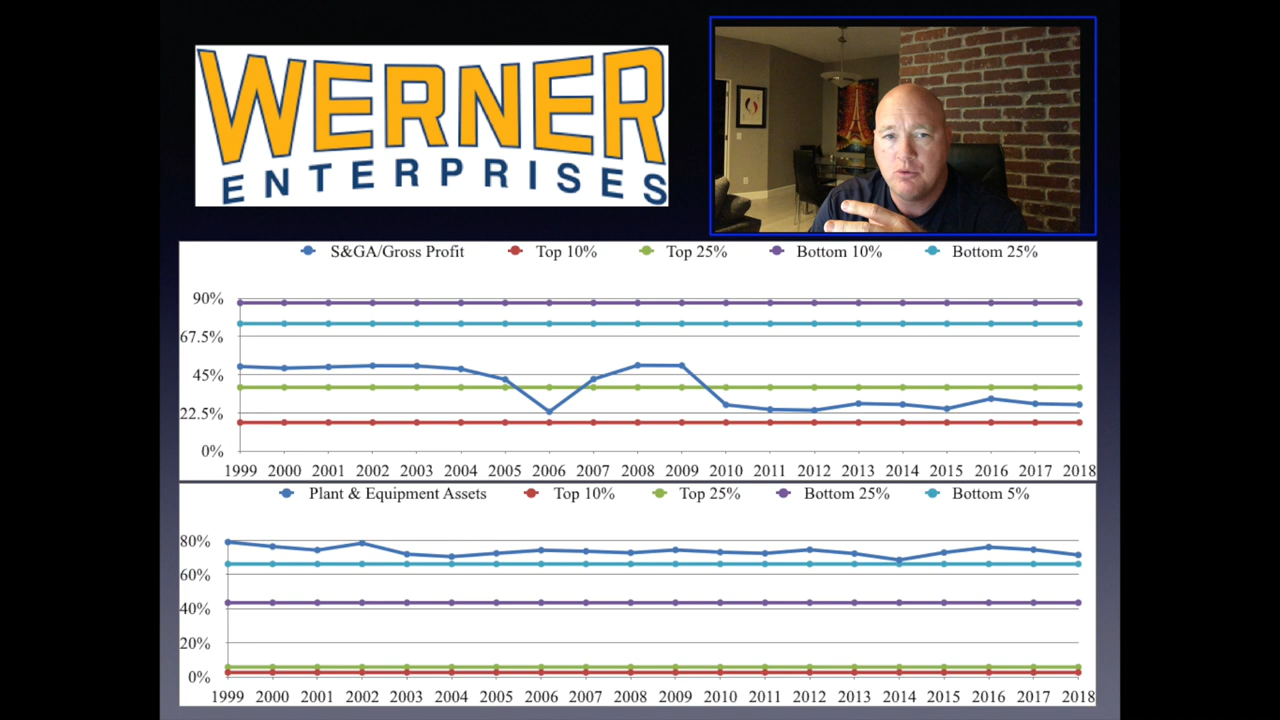 WERNER
ENTERPRISES
S&GA/Gross Profit Top 10% Top 25% Bottom 10% Bottom 25%
90%
67.5%
45%
22.5%
0%
1999 2000 2001 2002 2003 2004 2005 2006 2007 2008 2009 2010 2011 2012 2013 2014 2015 2016 2017 2018
Plant & Equipment Assets Top 10% Top 25% Bottom 25% Bottom 5%
80%
60%
40%
20%
0%
1999 2000 2001 2002 2003 2004 2005 2006 2007 2008 2009 2010 2011 2012 2013 2014 2015 2016 2017 2018